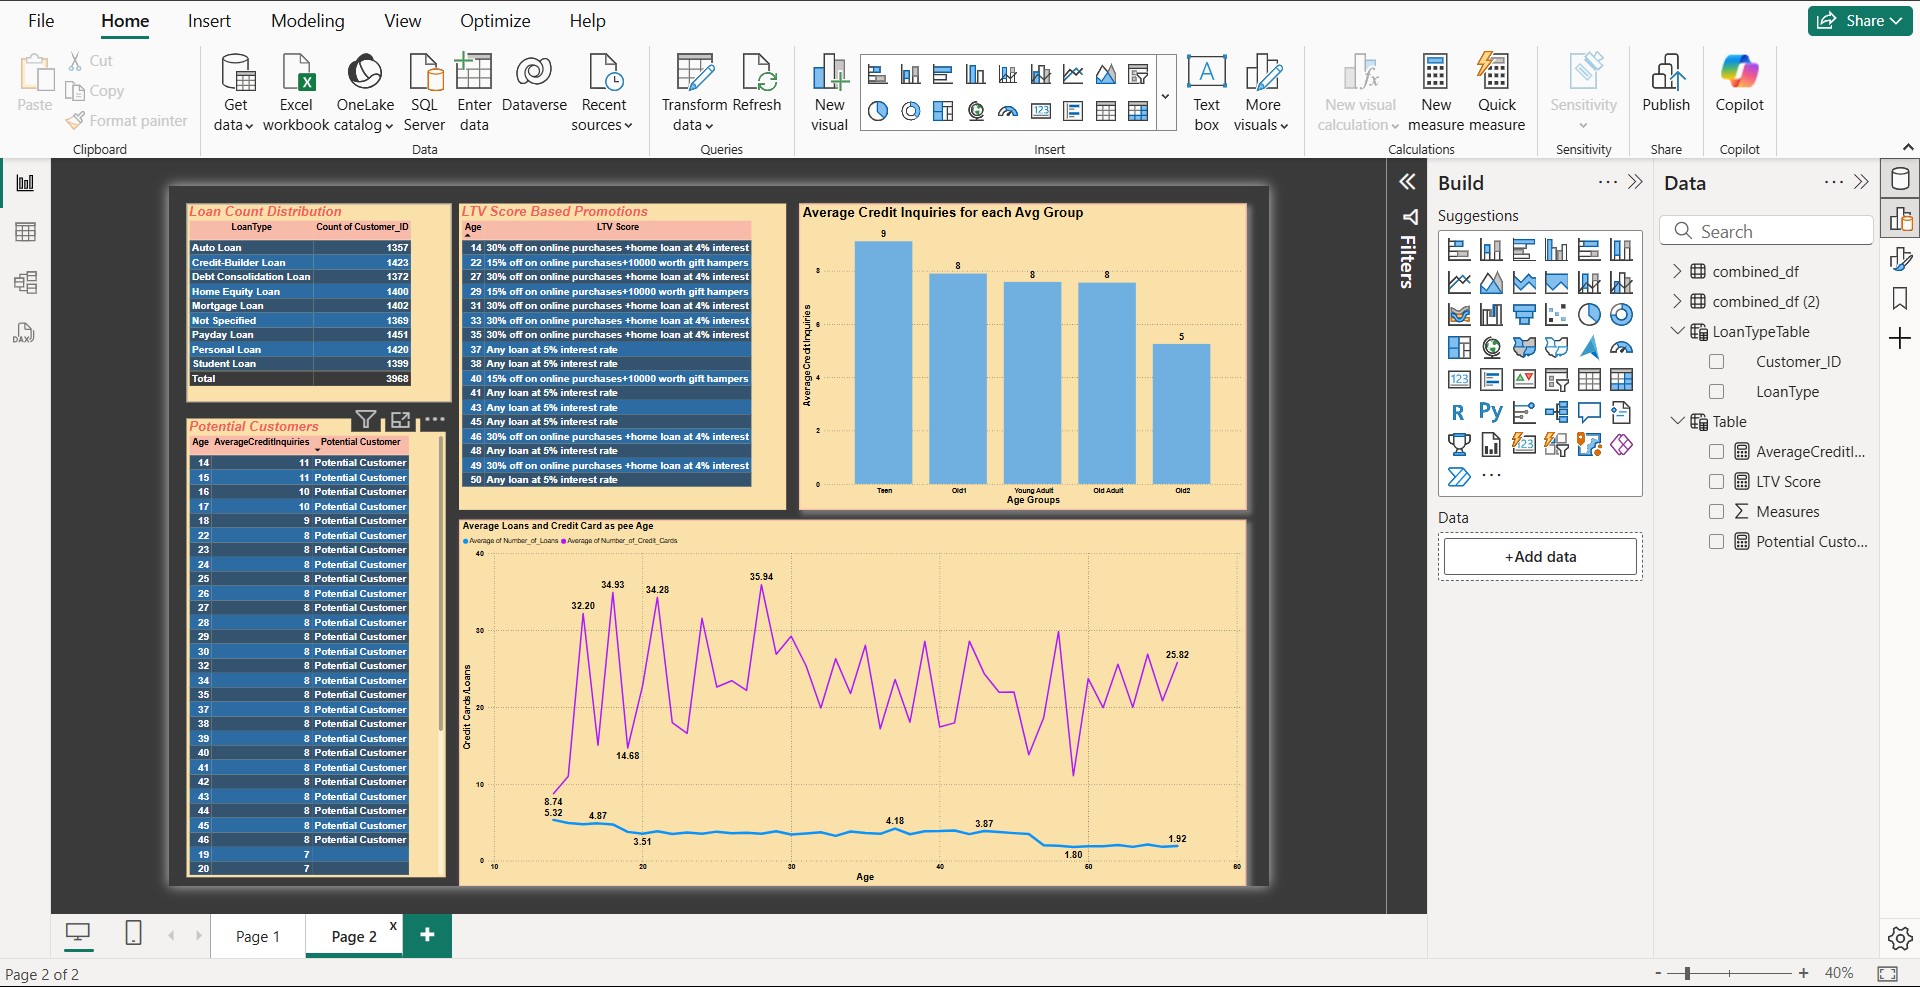 File Home Insert Modeling View Optimize Help Share
Paste Cut Copy Format painter
Get data Excel workbook OneLake catalog SQL Server Enter data Dataverse Recent sources
Transform data Refresh New visual Text box More visuals
New visual calculation New measure Quick measure Sensitivity Publish Copilot
Clipboard Data Queries Insert Calculations Sensitivity Share Copilot
Loan Count Distribution
LoanType Count of Customer_ID
Auto Loan 1357
Credit-Builder Loan 1423
Debt Consolidation Loan 1372
Home Equity Loan 1400
Mortgage Loan 1402
Not Specified 1369
Payday Loan 1451
Personal Loan 1420
Student Loan 1399
Total 3968
LTV Score Based Promotions
Age LTV Score
14 30% off on online purchases +home loan at 4% interest
22 15% off on online purchases+10000 worth gift hampers
27 30% off on online purchases +home loan at 4% interest
29 15% off on online purchases+10000 worth gift hampers
31 30% off on online purchases +home loan at 4% interest
33 30% off on online purchases +home loan at 4% interest
35 30% off on online purchases +home loan at 4% interest
37 Any loan at 5% interest rate
38 Any loan at 5% interest rate
40 15% off on online purchases+10000 worth gift hampers
41 Any loan at 5% interest rate
43 Any loan at 5% interest rate
45 Any loan at 5% interest rate
46 30% off on online purchases +home loan at 4% interest
48 Any loan at 5% interest rate
49 30% off on online purchases +home loan at 4% interest
50 Any loan at 5% interest rate
Average Credit Inquiries for each Avg Group
9
8
8
8
5
8
6
4
2
0
AverageCreditInquiries
Teen Old1 Young Adult Old Adult Old2
Age Groups
Potential Customers
Age AverageCreditInquiries Potential Customer
14 11 Potential Customer
15 11 Potential Customer
16 10 Potential Customer
17 10 Potential Customer
18 9 Potential Customer
22 8 Potential Customer
23 8 Potential Customer
24 8 Potential Customer
25 8 Potential Customer
26 8 Potential Customer
27 8 Potential Customer
28 8 Potential Customer
29 8 Potential Customer
30 8 Potential Customer
32 8 Potential Customer
34 8 Potential Customer
35 8 Potential Customer
37 8 Potential Customer
38 8 Potential Customer
39 8 Potential Customer
40 8 Potential Customer
41 8 Potential Customer
42 8 Potential Customer
43 8 Potential Customer
44 8 Potential Customer
45 8 Potential Customer
46 8 Potential Customer
19 7
20 7
Average Loans and Credit Card as pee Age
Average of Number_of_Loans Average of Number_of_Credit_Cards
40
30
20
10
0
Credit Cards/Loans
32.20 34.93 34.28 35.94 25.82
14.68
8.74
5.32 4.87 3.51 4.18 3.87 1.80 1.92
10 20 30 40 50 60
Age
Filters
Build
Suggestions
R Py
123
Data
+Add data
Data
Search
combined_df
combined_df (2)
LoanTypeTable
Customer_ID
LoanType
Table
AverageCreditI...
LTV Score
Measures
Potential Custo...
DAX
Page 1 Page 2 x +
Page 2 of 2
- + 40%